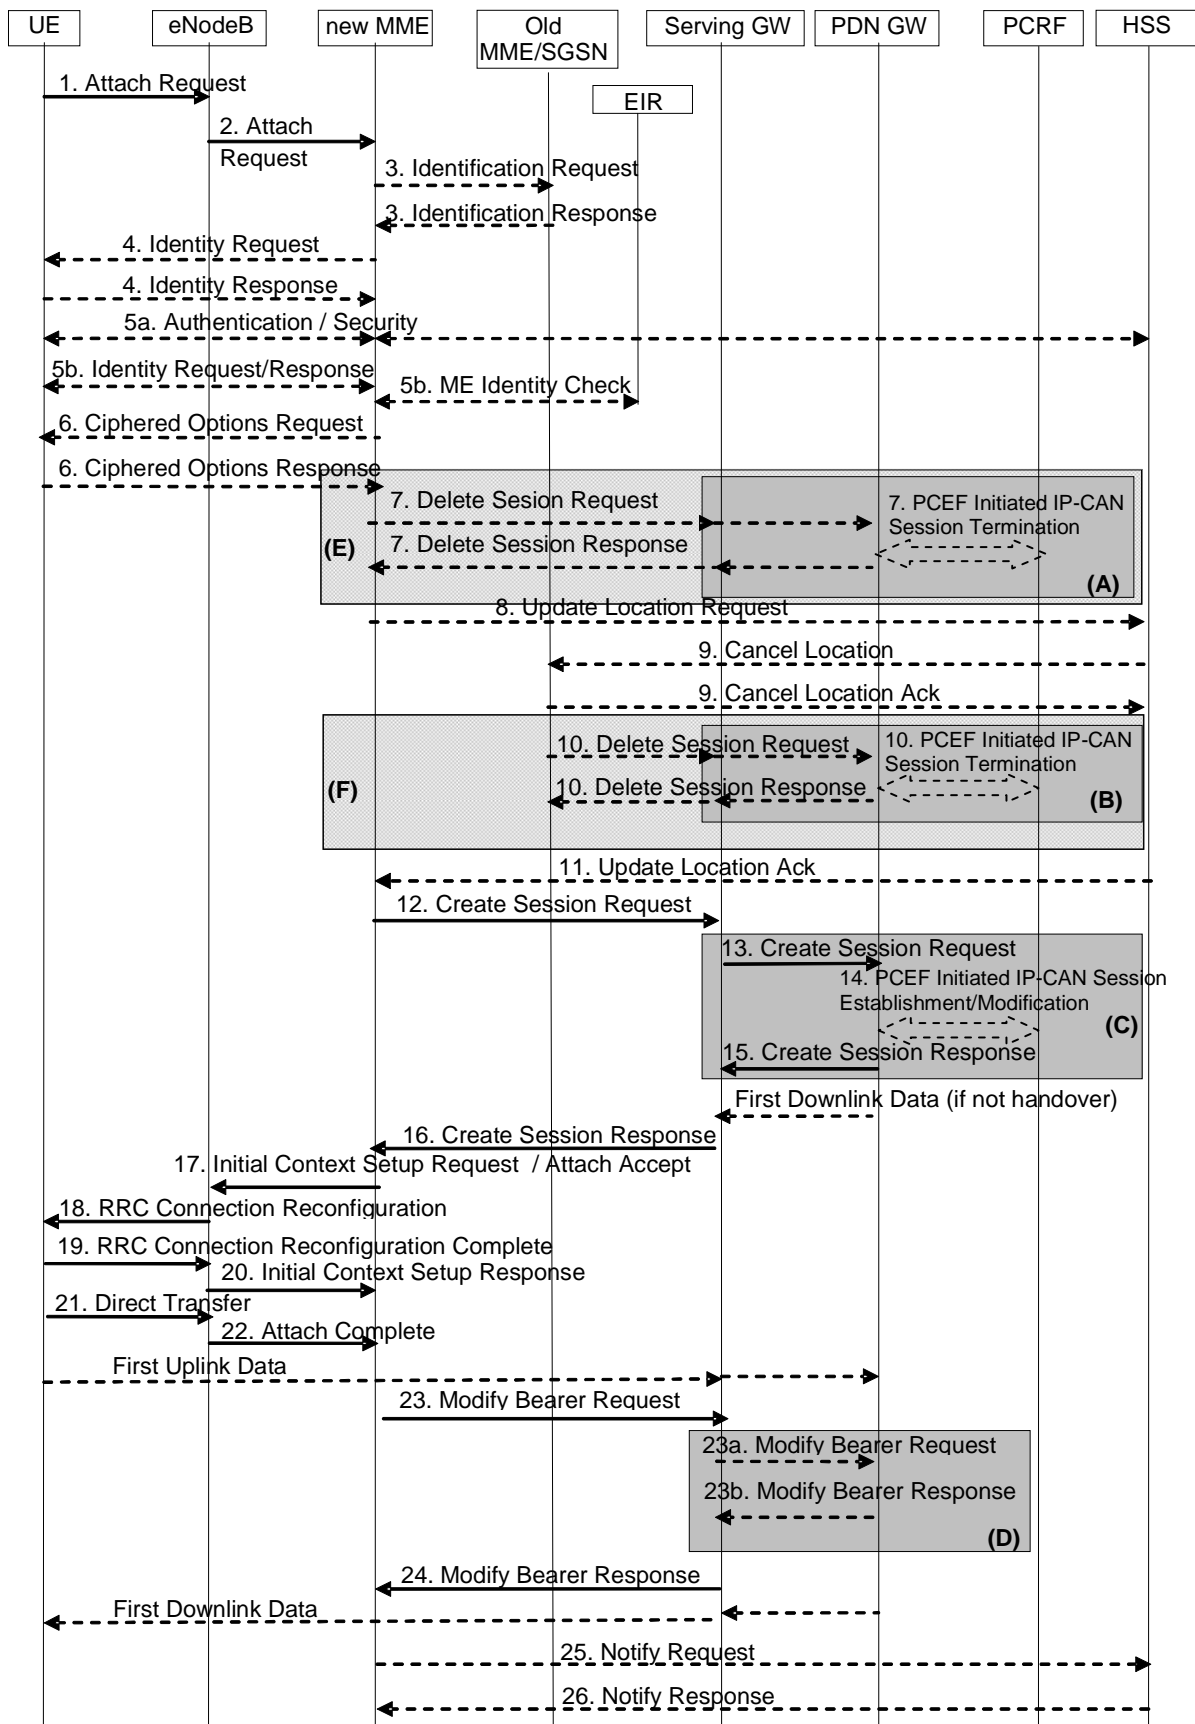 UE
eNodeB
new MME
Old
MME/SGSN
Serving GW
PDN GW
PCRF
HSS
EIR
1. Attach Request
2. Attach
Request
3. Identification Request
3. Identification Response
4. Identity Request
4. Identity Response
5a. Authentication / Security
5b. Identity Request/Response
5b. ME Identity Check
6. Ciphered Options Request
6. Ciphered Options Response
7. Delete Sesion Request
7. PCEF Initiated IP-CAN
Session Termination
7. Delete Session Response
(E)
(A)
8. Update Location Request
9. Cancel Location
9. Cancel Location Ack
10. Delete Session Request
10. PCEF Initiated IP-CAN
Session Termination
10. Delete Session Response
(F)
(B)
11. Update Location Ack
12. Create Session Request
13. Create Session Request
14. PCEF Initiated IP-CAN Session
Establishment/Modification
(C)
15. Create Session Response
First Downlink Data (if not handover)
16. Create Session Response
17. Initial Context Setup Request / Attach Accept
18. RRC Connection Reconfiguration
19. RRC Connection Reconfiguration Complete
20. Initial Context Setup Response
21. Direct Transfer
22. Attach Complete
First Uplink Data
23. Modify Bearer Request
23a. Modify Bearer Request
23b. Modify Bearer Response
(D)
24. Modify Bearer Response
First Downlink Data
25. Notify Request
26. Notify Response